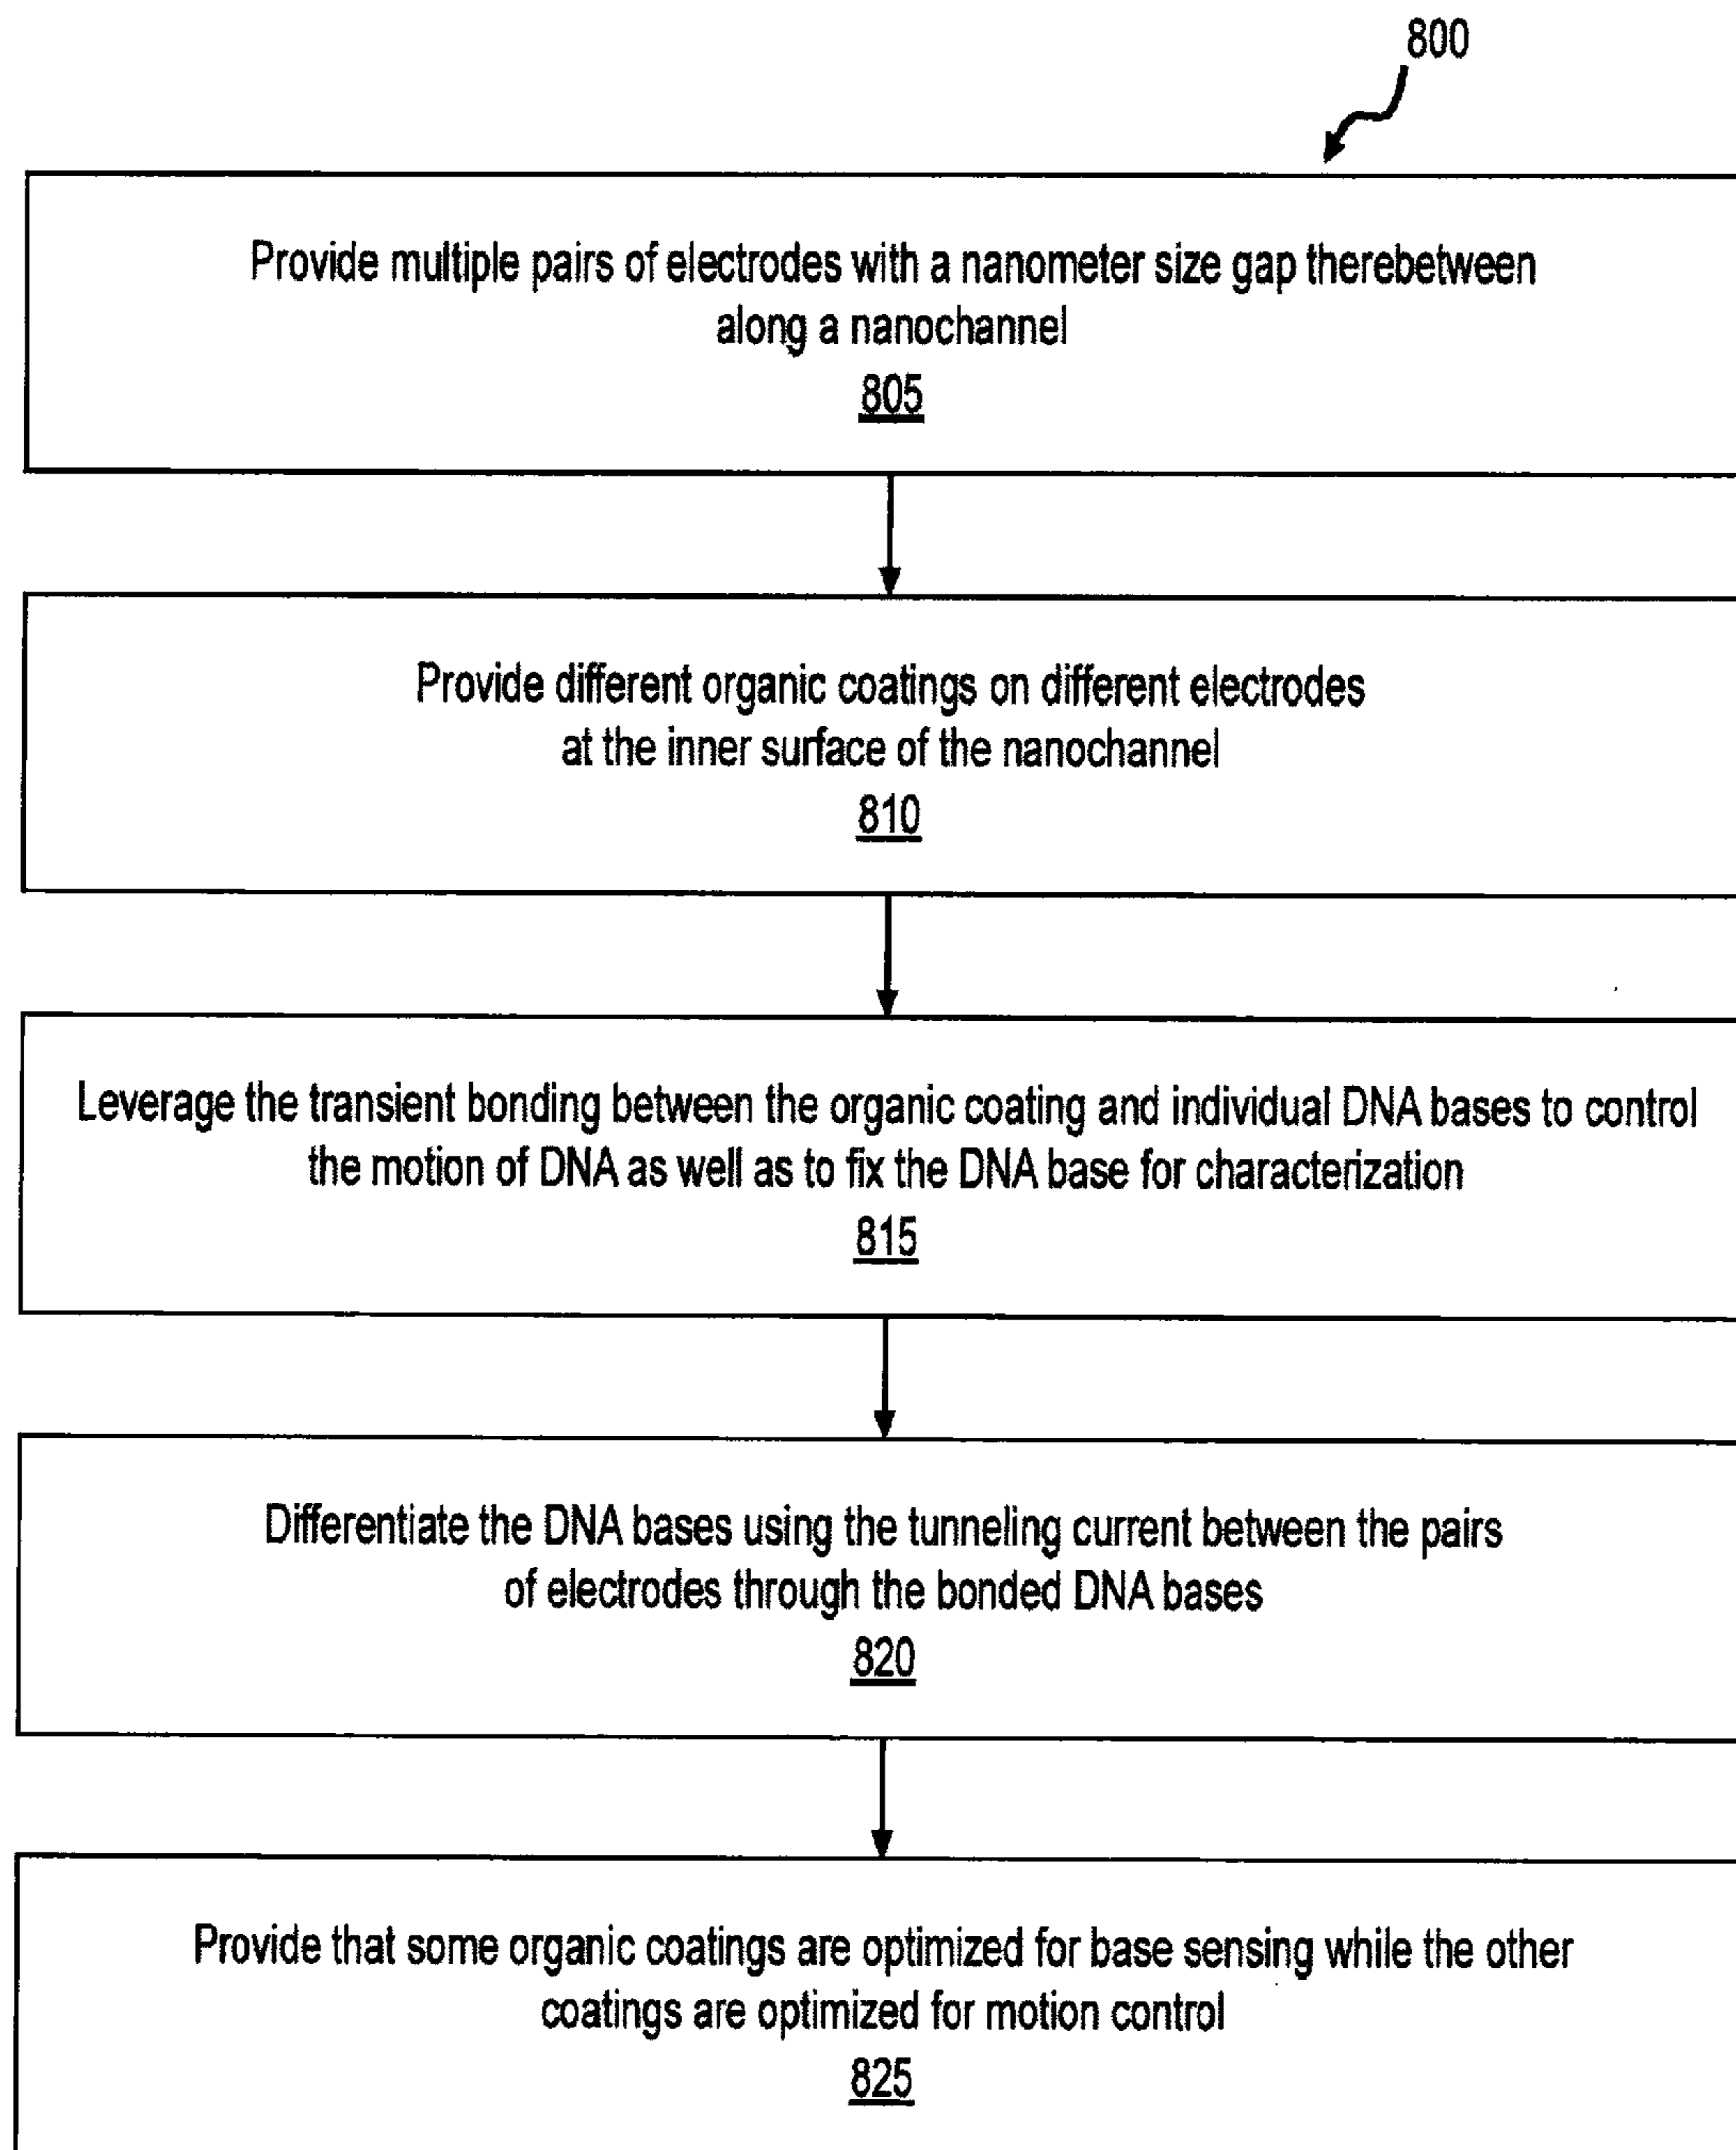 800
Provide multiple pairs of electrodes with a nanometer size gap therebetween
along a nanochannel
805
Provide different organic coatings on different electrodes
at the inner surface of the nanochannel
810
Leverage the transient bonding between the organic coating and individual DNA bases to control
the motion of DNA as well as to fix the DNA base for characterization
815
Differentiate the DNA bases using the tunneling current between the pairs
of electrodes through the bonded DNA bases
820
Provide that some organic coatings are optimized for base sensing while the other
coatings are optimized for motion control
825